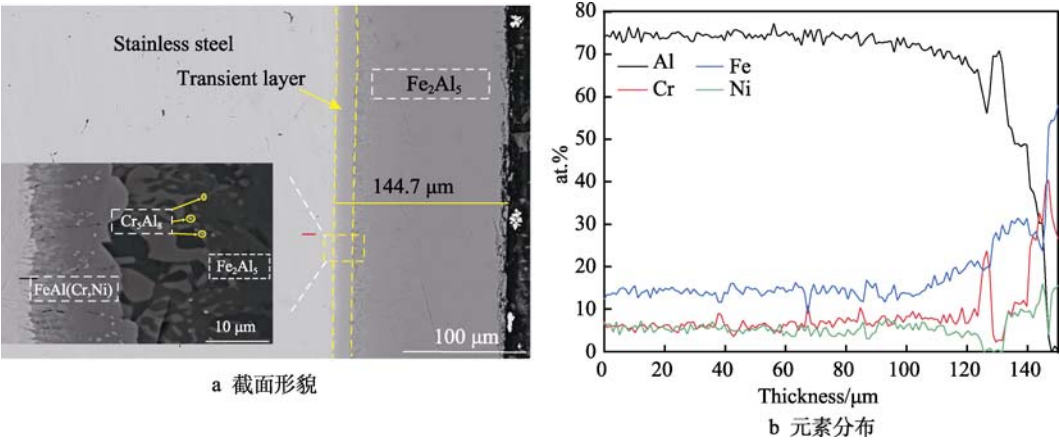 Stainless steel
Transient layer
Fe₂Al₅
144.7 μm
Cr₅Al₈
Fe₂Al₅
FeAl(Cr,Ni)
10 μm
100 μm
a 截面形貌
80
70
60
50
40
30
20
10
0
at.%
Al
Fe
Cr
Ni
0 20 40 60 80 100 120 140
Thickness/μm
b 元素分布